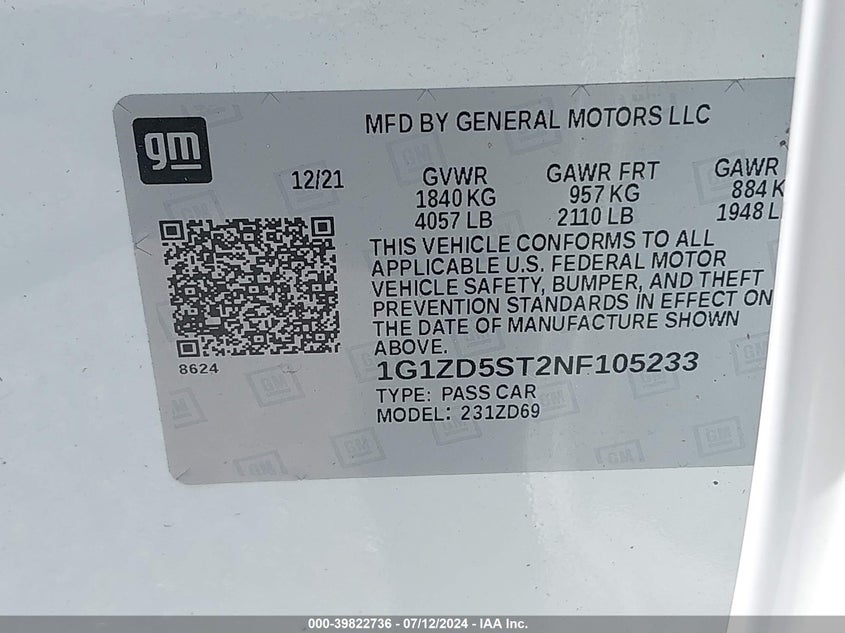 gm
MFD BY GENERAL MOTORS LLC
12/21
GVWR
GAWR FRT
GAWR
1840 KG
957 KG
884 K
4057 LB
2110 LB
1948 L
THIS VEHICLE CONFORMS TO ALL
APPLICABLE U.S. FEDERAL MOTOR
VEHICLE SAFETY, BUMPER, AND THEFT
PREVENTION STANDARDS IN EFFECT ON
THE DATE OF MANUFACTURE SHOWN
ABOVE.
8624
1G1ZD5ST2NF105233
TYPE: PASS CAR
MODEL: 231ZD69
000-39822736 - 07/12/2024 - IAA Inc.